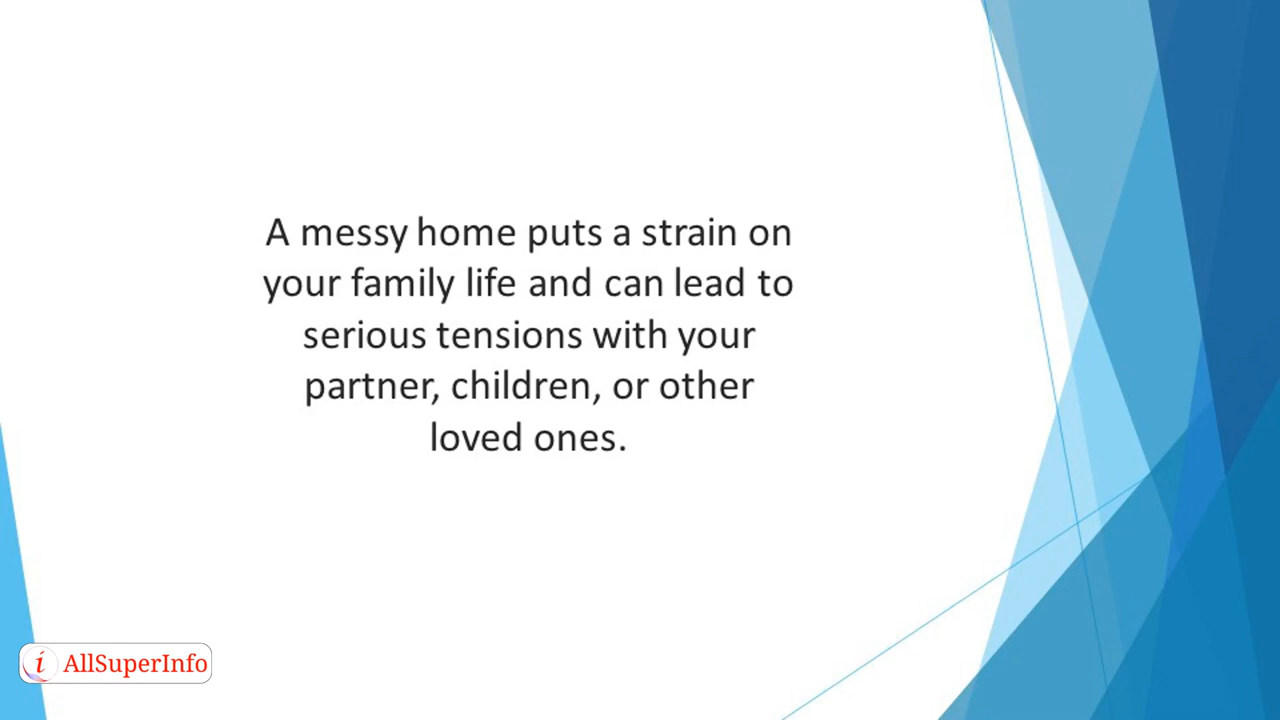 A messy home puts a strain on
your family life and can lead to
serious tensions with your
partner, children, or other
loved ones.
i AllSuperInfo